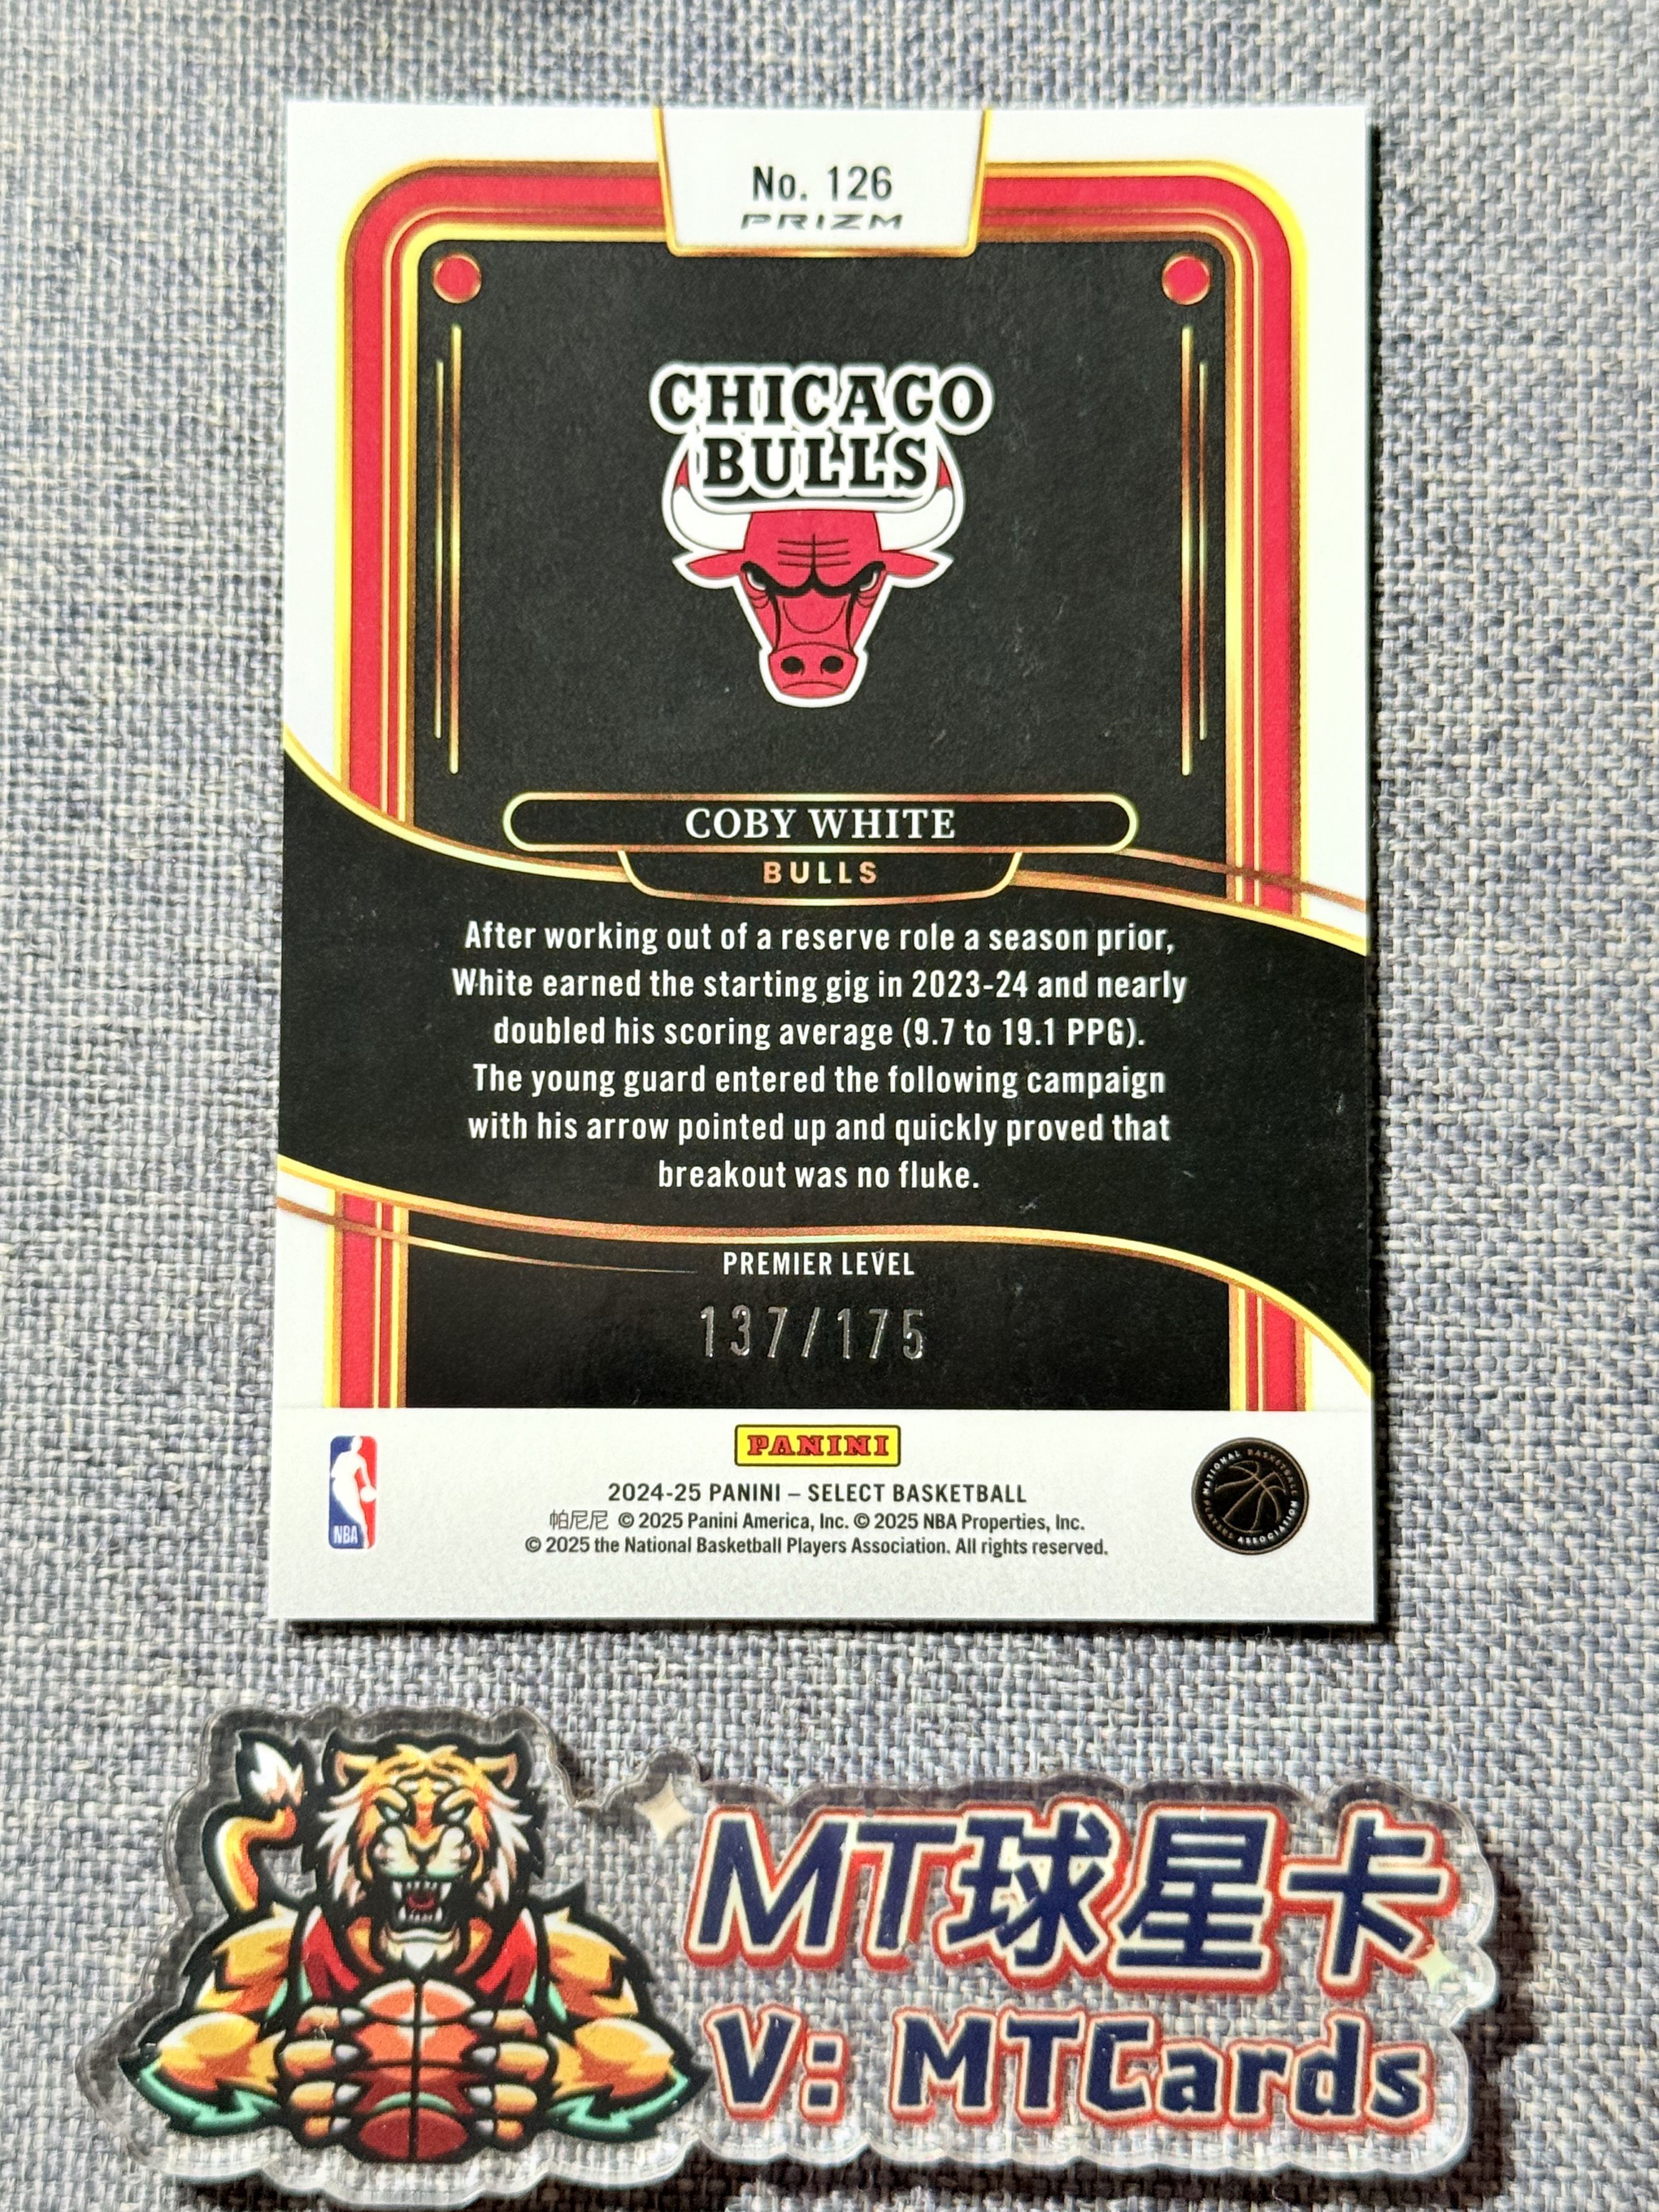 No. 126
PRIZM
CHICAGO
BULLS
COBY WHITE
BULLS
After working out of a reserve role a season prior,
White earned the starting gig in 2023-24 and nearly
doubled his scoring average (9.7 to 19.1 PPG).
The young guard entered the following campaign
with his arrow pointed up and quickly proved that
breakout was no fluke.
PREMIER LEVEL
137/175
PANINI
NBA
NATIONAL BASKETBALL PLAYERS ASSOCIATION
2024-25 PANINI – SELECT BASKETBALL
帕尼尼 © 2025 Panini America, Inc. © 2025 NBA Properties, Inc.
© 2025 the National Basketball Players Association. All rights reserved.
MT球星卡
V: MTCards